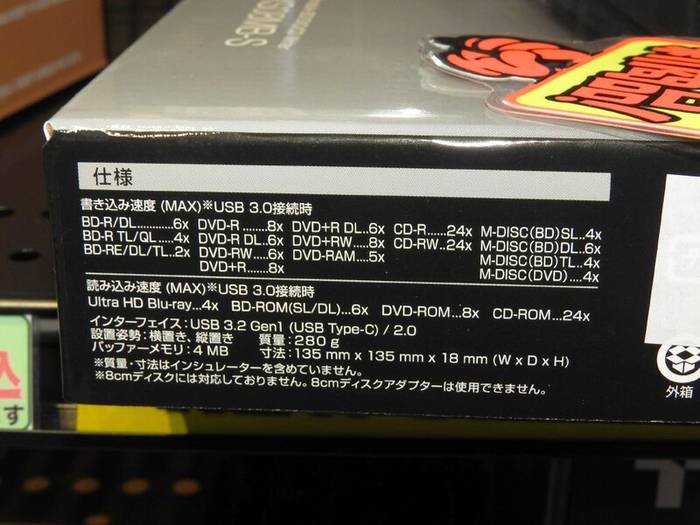 仕様
書き込み速度 (MAX)※USB 3.0接続時
BD-R/DL............6x DVD-R .......8x DVD+R DL..6x CD-R......24x M-DISC(BD)SL..4x
BD-R TL/QL.....4x DVD-R DL..6x DVD+RW.....8x CD-RW..24x M-DISC(BD)DL..4x
BD-RE/DL/TL..2x DVD-RW.....6x DVD-RAM....5x M-DISC(BD)TL..4x
DVD+R.......8x M-DISC(DVD)....4x
読み込み速度 (MAX)※USB 3.0接続時
Ultra HD Blu-ray...4x BD-ROM(SL/DL)...6x DVD-ROM...8x CD-ROM...24x
インターフェイス:USB 3.2 Gen1 (USB Type-C) / 2.0
設置姿勢:横置き、縦置き 質量:280 g
バッファーメモリ:4 MB 寸法:135 mm x 135 mm x 18 mm (W x D x H)
※質量・寸法はインシュレーターを含めていません。
※8cmディスクには対応しておりません。8cmディスクアダプターは使用できません。
外箱
込
す